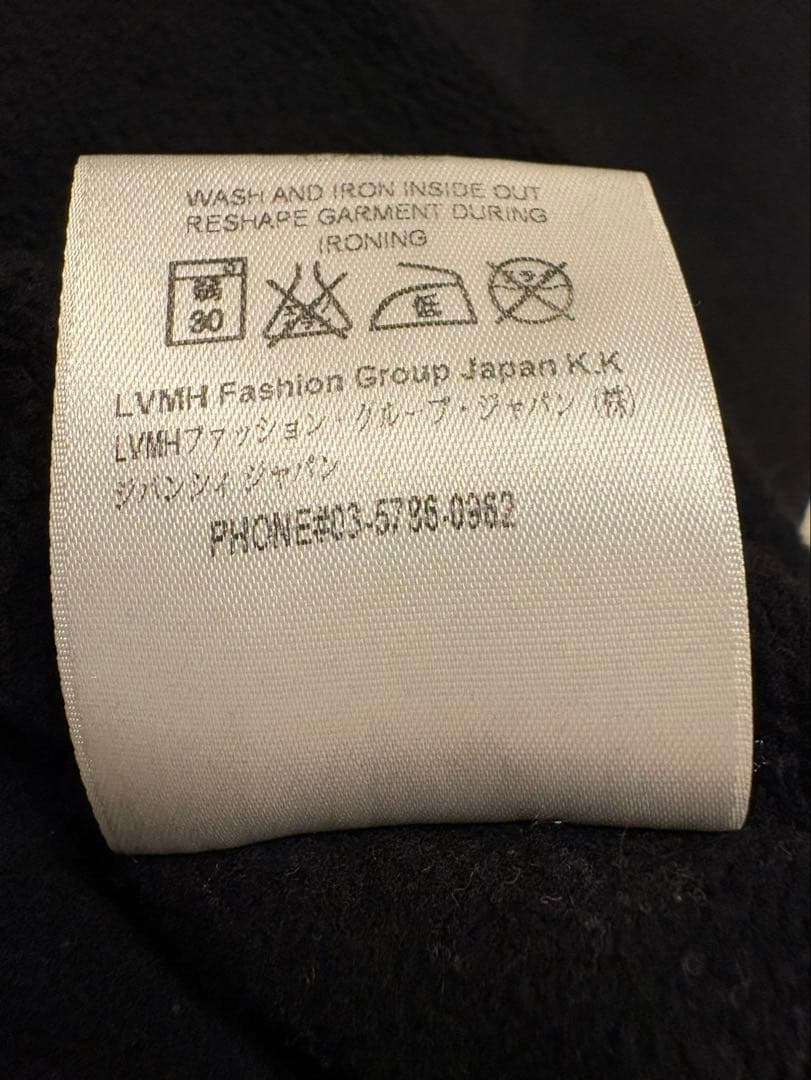 WASH AND IRON INSIDE OUT
RESHAPE GARMENT DURING
IRONING
30
低
LVMH Fashion Group Japan K.K
LVMHファッション・グループ・ジャパン (株)
ジバンシィ ジャパン
PHONE#03-5786-0962